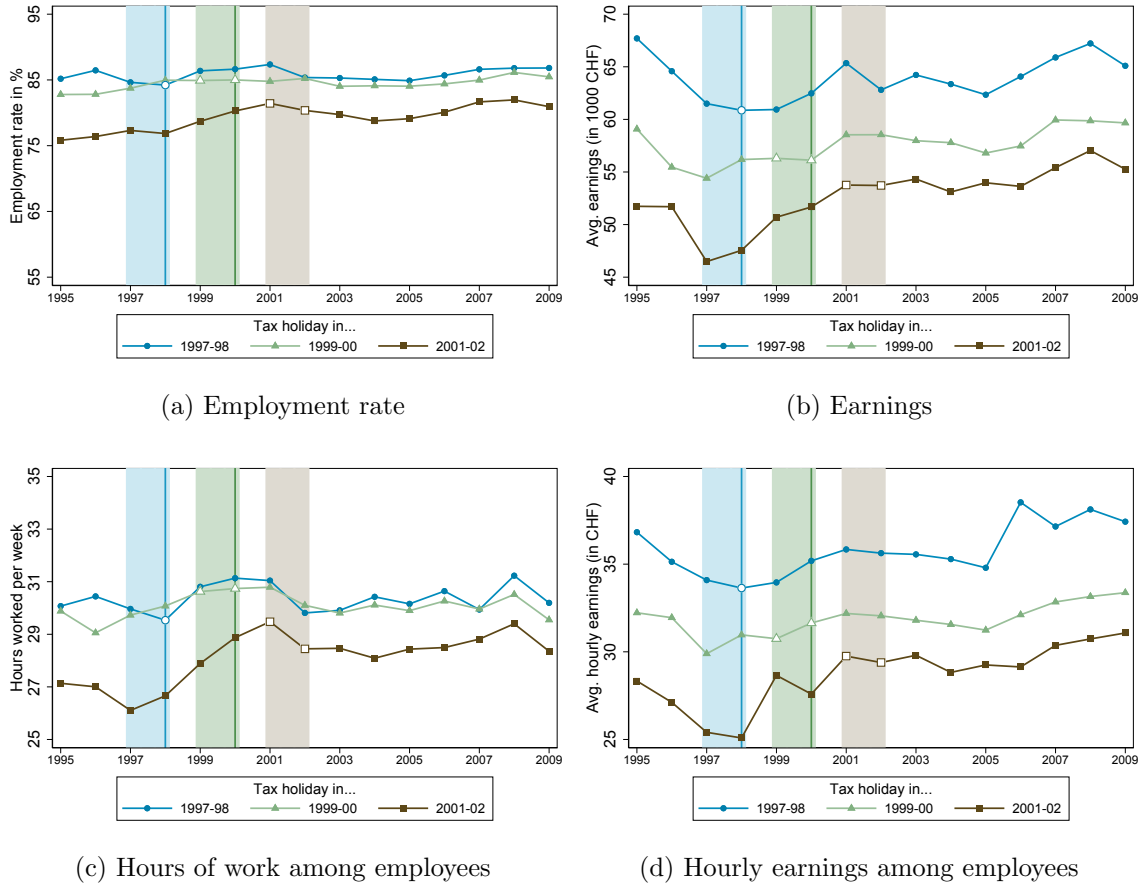 Employment rate in %
95
85
75
65
55
1995 1997 1999 2001 2003 2005 2007 2009
Tax holiday in...
1997-98 1999-00 2001-02
(a) Employment rate
Avg. earnings (in 1000 CHF)
70
65
60
55
50
45
1995 1997 1999 2001 2003 2005 2007 2009
Tax holiday in...
1997-98 1999-00 2001-02
(b) Earnings
Hours worked per week
35
33
31
29
27
25
1995 1997 1999 2001 2003 2005 2007 2009
Tax holiday in...
1997-98 1999-00 2001-02
(c) Hours of work among employees
Avg. hourly earnings (in CHF)
40
35
30
25
1995 1997 1999 2001 2003 2005 2007 2009
Tax holiday in...
1997-98 1999-00 2001-02
(d) Hourly earnings among employees